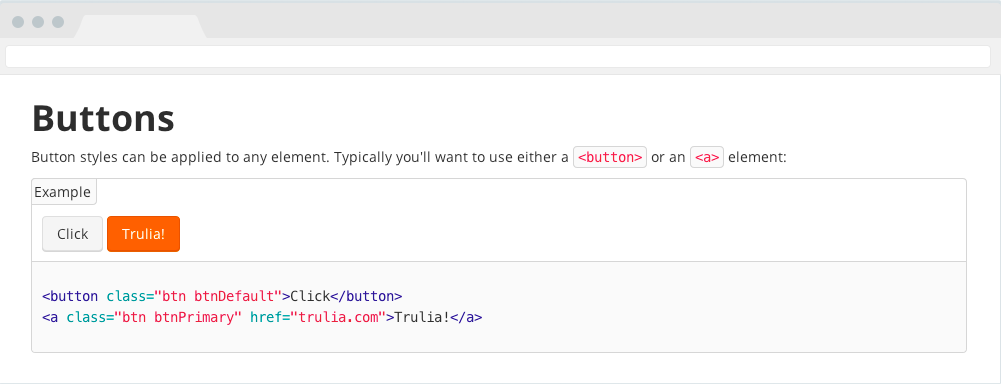 Buttons
Button styles can be applied to any element. Typically you'll want to use either a <button> or an <a> element:
Example
Click Trulia!
<button class="btn btnDefault">Click</button>
<a class="btn btnPrimary" href="trulia.com">Trulia!</a>